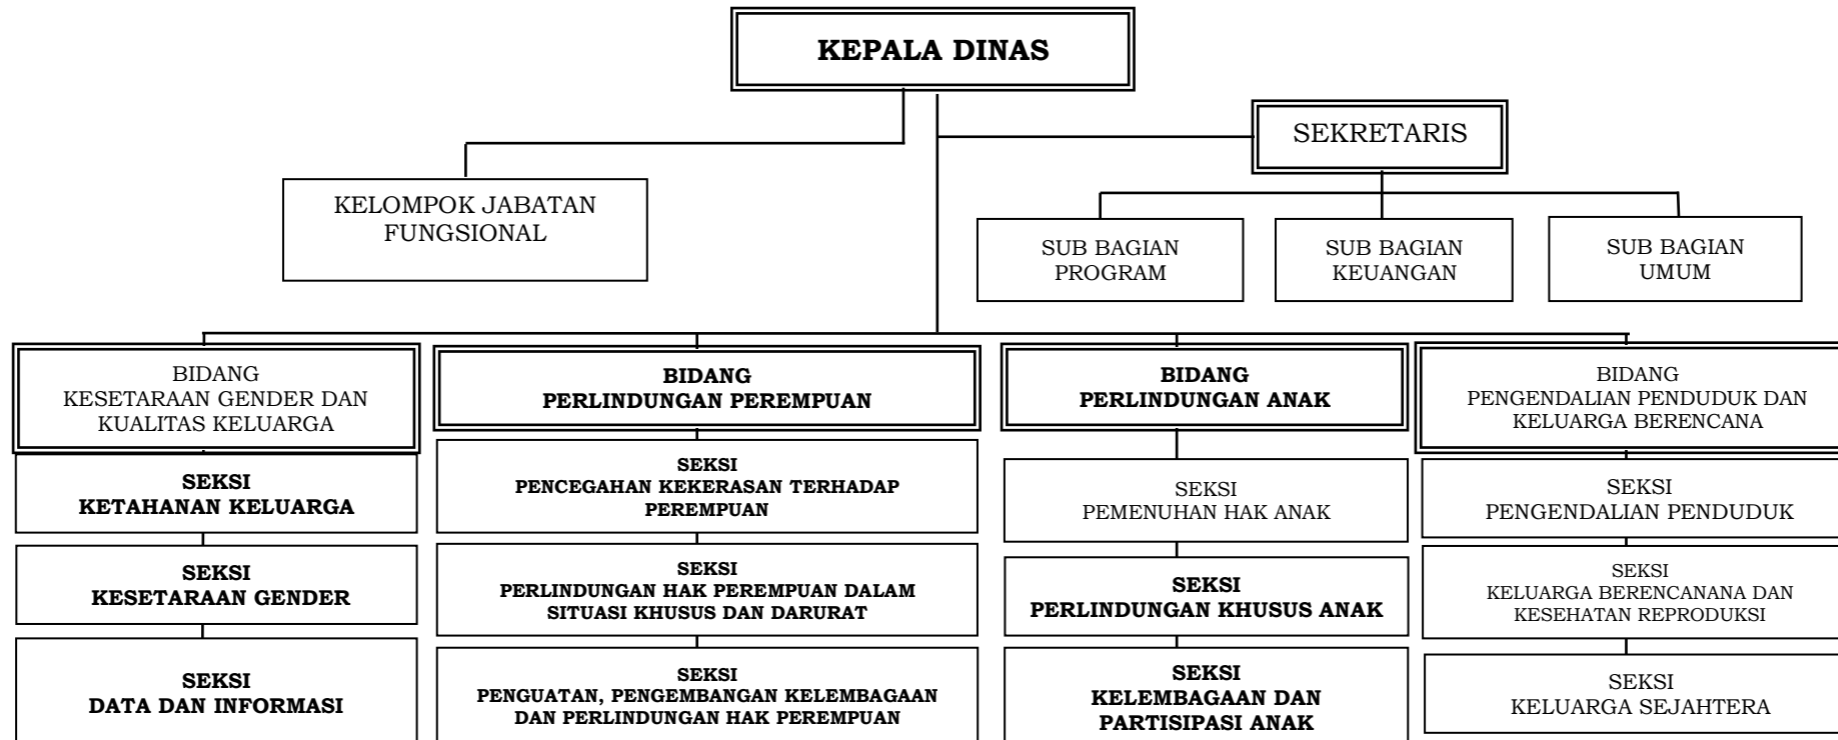 KEPALA DINAS
SEKRETARIS
KELOMPOK JABATAN
FUNGSIONAL
SUB BAGIAN
PROGRAM
SUB BAGIAN
KEUANGAN
SUB BAGIAN
UMUM
BIDANG
KESETARAAN GENDER DAN
KUALITAS KELUARGA
SEKSI
KETAHANAN KELUARGA
SEKSI
KESETARAAN GENDER
SEKSI
DATA DAN INFORMASI
BIDANG
PERLINDUNGAN PEREMPUAN
SEKSI
PENCEGAHAN KEKERASAN TERHADAP
PEREMPUAN
SEKSI
PERLINDUNGAN HAK PEREMPUAN DALAM
SITUASI KHUSUS DAN DARURAT
SEKSI
PENGUATAN, PENGEMBANGAN KELEMBAGAAN
DAN PERLINDUNGAN HAK PEREMPUAN
BIDANG
PERLINDUNGAN ANAK
SEKSI
PEMENUHAN HAK ANAK
SEKSI
PERLINDUNGAN KHUSUS ANAK
SEKSI
KELEMBAGAAN DAN
PARTISIPASI ANAK
BIDANG
PENGENDALIAN PENDUDUK DAN
KELUARGA BERENCANA
SEKSI
PENGENDALIAN PENDUDUK
SEKSI
KELUARGA BERENCANANA DAN
KESEHATAN REPRODUKSI
SEKSI
KELUARGA SEJAHTERA